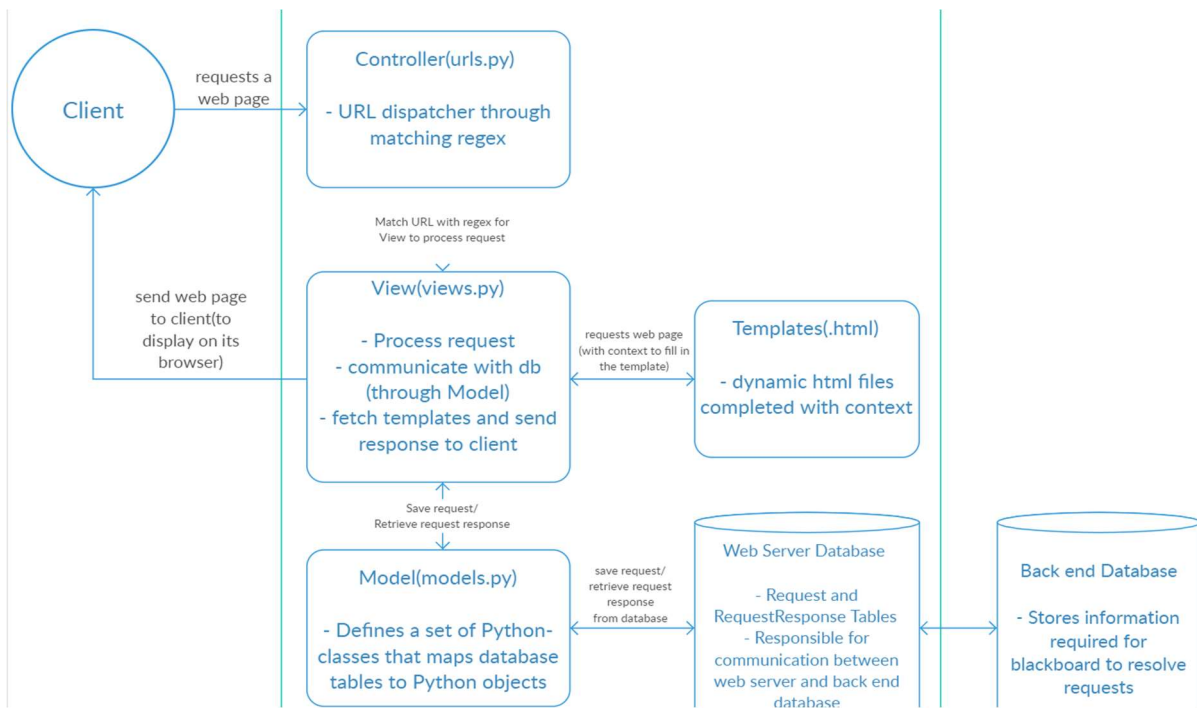 Client
requests a
web page
Controller(urls.py)
- URL dispatcher through
matching regex
Match URL with regex for
View to process request
send web page
to client(to
display on its
browser)
View(views.py)
- Process request
- communicate with db
(through Model)
- fetch templates and send
response to client
requests web page
(with context to fill in
the template)
Templates(.html)
- dynamic html files
completed with context
Save request/
Retrieve request response
Model(models.py)
- Defines a set of Python-
classes that maps database
tables to Python objects
save request/
retrieve request
response
from database
Web Server Database
- Request and
RequestResponse Tables
- Responsible for
communication between
web server and back end
database
Back end Database
- Stores information
required for
blackboard to resolve
requests